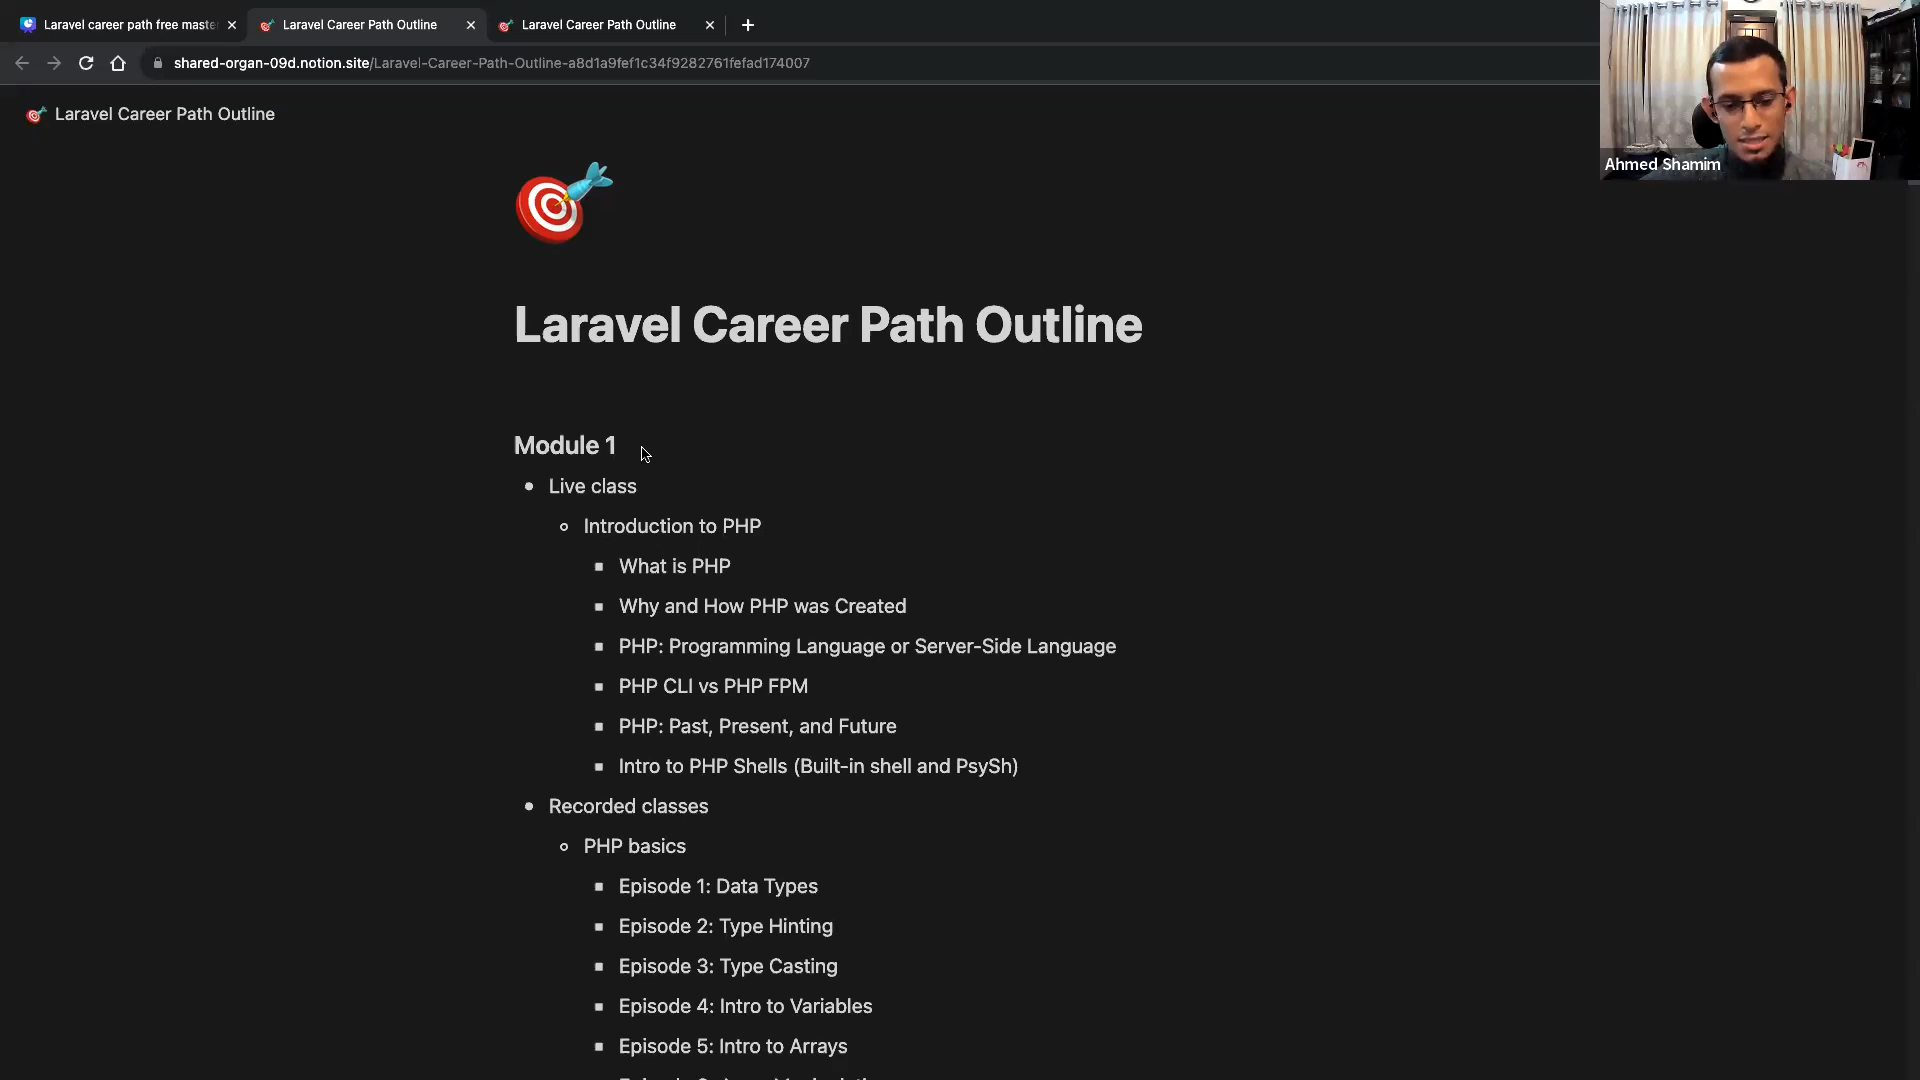 Laravel career path free maste
Laravel Career Path Outline
Laravel Career Path Outline
shared-organ-09d.notion.site/Laravel-Career-Path-Outline-a8d1a9fef1c34f9282761fefad174007
Laravel Career Path Outline
Ahmed Shamim
Laravel Career Path Outline
Module 1
Live class
Introduction to PHP
What is PHP
Why and How PHP was Created
PHP: Programming Language or Server-Side Language
PHP CLI vs PHP FPM
PHP: Past, Present, and Future
Intro to PHP Shells (Built-in shell and PsySh)
Recorded classes
PHP basics
Episode 1: Data Types
Episode 2: Type Hinting
Episode 3: Type Casting
Episode 4: Intro to Variables
Episode 5: Intro to Arrays